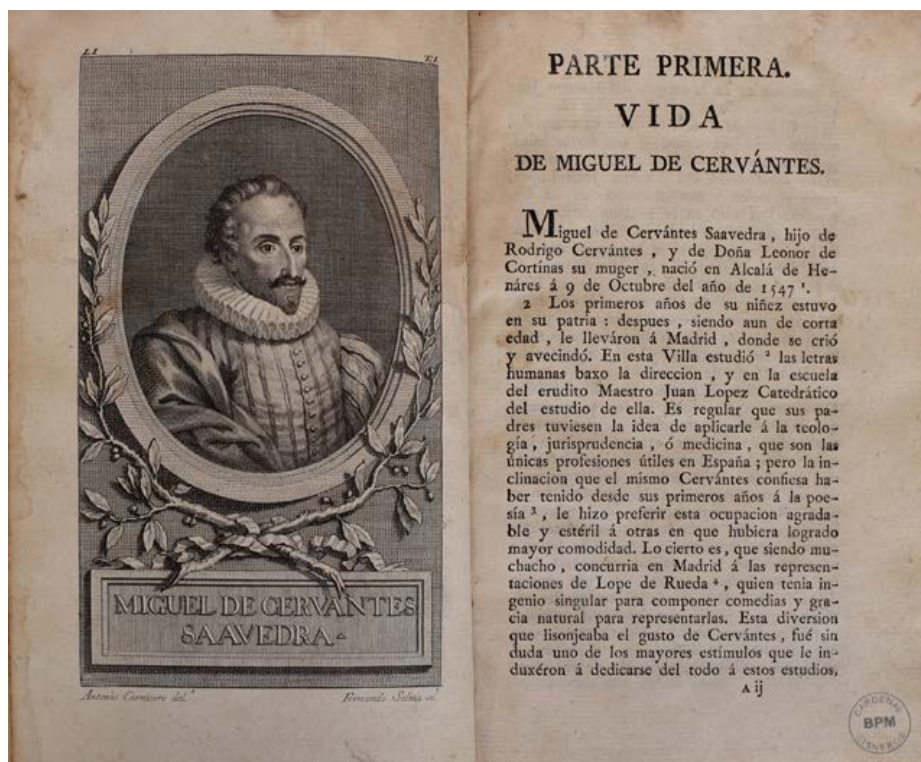 LI
T.I
MIGUEL DE CERVANTES
SAAVEDRA
Antonio Carnicero del.
Fernando Selma
PARTE PRIMERA.
VIDA
DE MIGUEL DE CERVÁNTES.
Miguel de Cervántes Saavedra, hijo de
Rodrigo Cervántes, y de Doña Leonor de
Cortínas su muger, nació en Alcalá de He-
náres á 9 de Octubre del año de 1547 ¹.
2 Los primeros años de su niñez estuvo
en su patria: despues, siendo aun de corta
edad, le lleváron á Madrid, donde se crió
y avecindó. En esta Villa estudió ² las letras
humanas baxo la direccion, y en la escuela
del erudito Maestro Juan Lopez Catedrático
del estudio de ella. Es regular que sus pa-
dres tuviesen la idea de aplicarle á la teolo-
gía, jurisprudencia, ó medicina, que son las
únicas profesiones útiles en España; pero la in-
clinacion que el mismo Cervántes confiesa ha-
ber tenido desde sus primeros años á la poe-
sía ³, le hizo preferir esta ocupacion agrada-
ble y estéril á otras en que hubiera logrado
mayor comodidad. Lo cierto es, que siendo mu-
chacho, concurria en Madrid á las represen-
taciones de Lope de Rueda ⁴, quien tenia in-
genio singular para componer comedias y gra-
cia natural para representarlas. Esta diversion
que lisonjeaba el gusto de Cervántes, fué sin
duda uno de los mayores estímulos que le in-
duxéron á dedicarse del todo á estos estudios,
A ij
CARDENAL
BPM
CISNEROS